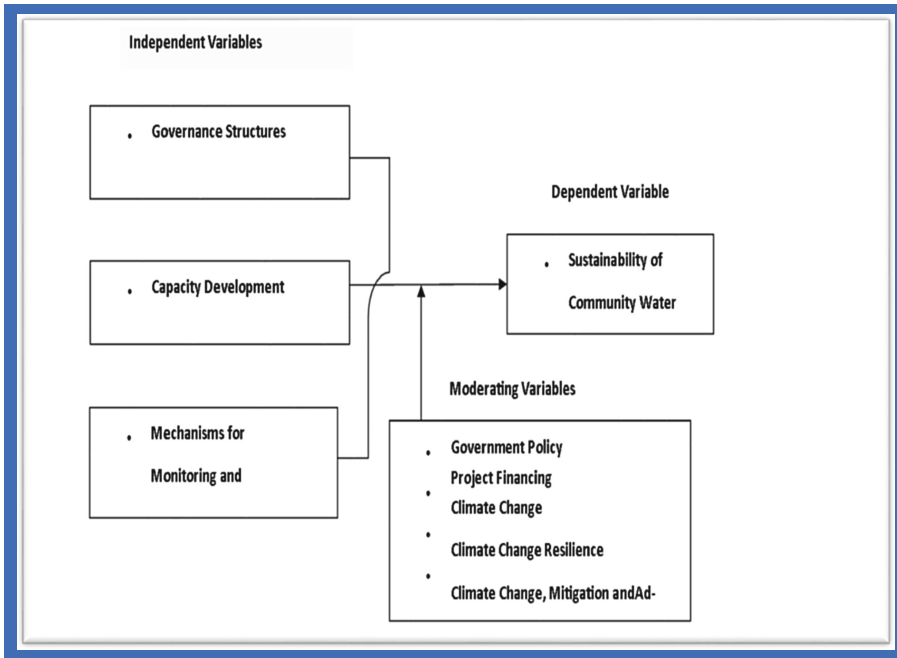 Independent Variables
• Governance Structures
• Capacity Development
• Mechanisms for
Monitoring and
Dependent Variable
• Sustainability of
Community Water
Moderating Variables
• Government Policy
Project Financing
• Climate Change
• Climate Change Resilience
• Climate Change, Mitigation andAd-